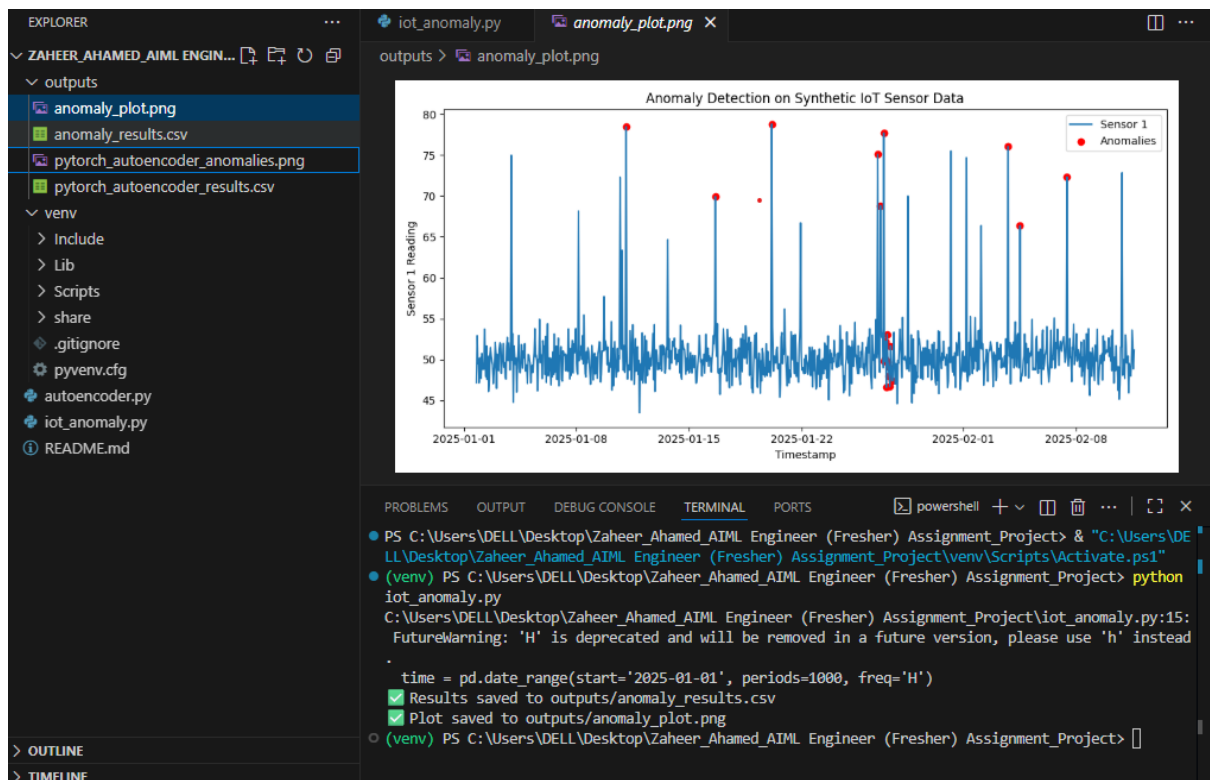 EXPLORER
ZAHEER_AHAMED_AIML ENGIN...
outputs
anomaly_plot.png
anomaly_results.csv
pytorch_autoencoder_anomalies.png
pytorch_autoencoder_results.csv
venv
Include
Lib
Scripts
share
.gitignore
pyvenv.cfg
autoencoder.py
iot_anomaly.py
README.md
OUTLINE
TIMELINE
iot_anomaly.py
anomaly_plot.png
outputs > anomaly_plot.png
Anomaly Detection on Synthetic IoT Sensor Data
Sensor 1
Anomalies
80
75
70
65
60
55
50
45
Sensor 1 Reading
2025-01-01 2025-01-08 2025-01-15 2025-01-22 2025-02-01 2025-02-08
Timestamp
PROBLEMS OUTPUT DEBUG CONSOLE TERMINAL PORTS powershell
PS C:\Users\DELL\Desktop\Zaheer_Ahamed_AIML Engineer (Fresher) Assignment_Project> & "C:\Users\DE
LL\Desktop\Zaheer_Ahamed_AIML Engineer (Fresher) Assignment_Project\venv\Scripts\Activate.ps1"
(venv) PS C:\Users\DELL\Desktop\Zaheer_Ahamed_AIML Engineer (Fresher) Assignment_Project> python
iot_anomaly.py
C:\Users\DELL\Desktop\Zaheer_Ahamed_AIML Engineer (Fresher) Assignment_Project\iot_anomaly.py:15:
FutureWarning: 'H' is deprecated and will be removed in a future version, please use 'h' instead
.
time = pd.date_range(start='2025-01-01', periods=1000, freq='H')
✅ Results saved to outputs/anomaly_results.csv
✅ Plot saved to outputs/anomaly_plot.png
(venv) PS C:\Users\DELL\Desktop\Zaheer_Ahamed_AIML Engineer (Fresher) Assignment_Project>